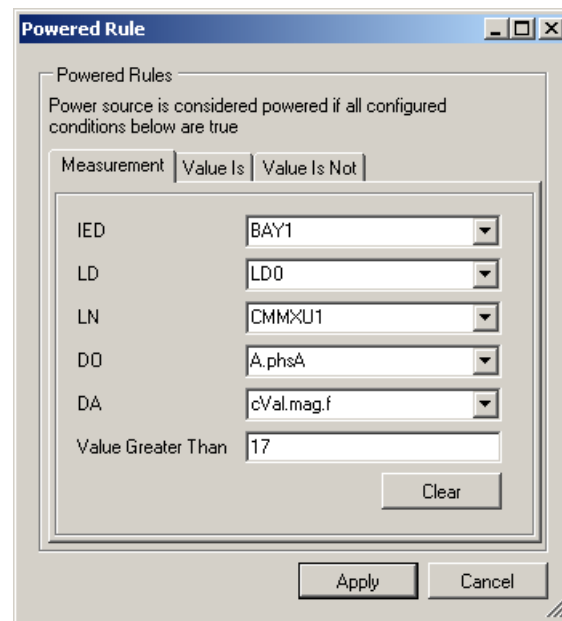 Powered Rule
Powered Rules
Power source is considered powered if all configured
conditions below are true
Measurement Value Is Value Is Not
IED BAY1
LD LD0
LN CMMXU1
DO A.phsA
DA cVal.mag.f
Value Greater Than 17
Clear
Apply Cancel